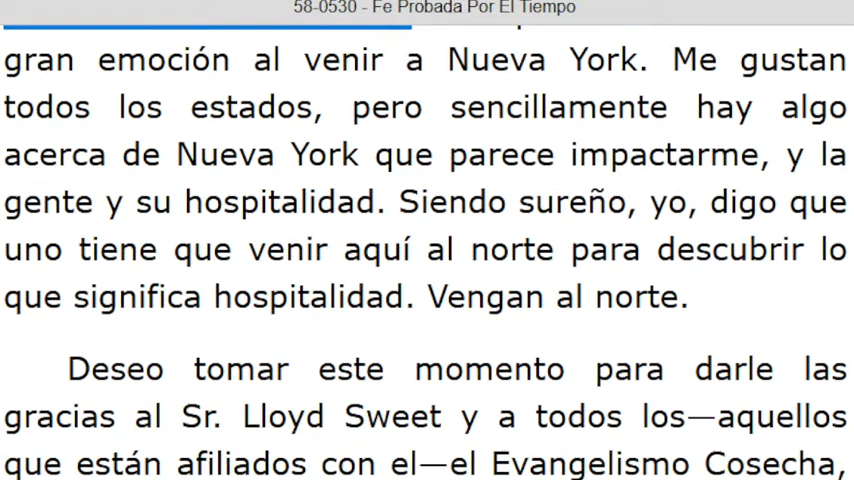 58-0530 - Fe Probada Por El Tiempo
gran emoción al venir a Nueva York. Me gustan
todos los estados, pero sencillamente hay algo
acerca de Nueva York que parece impactarme, y la
gente y su hospitalidad. Siendo sureño, yo, digo que
uno tiene que venir aquí al norte para descubrir lo
que significa hospitalidad. Vengan al norte.
Deseo tomar este momento para darle las
gracias al Sr. Lloyd Sweet y a todos los—aquellos
que están afiliados con el—el Evangelismo Cosecha,